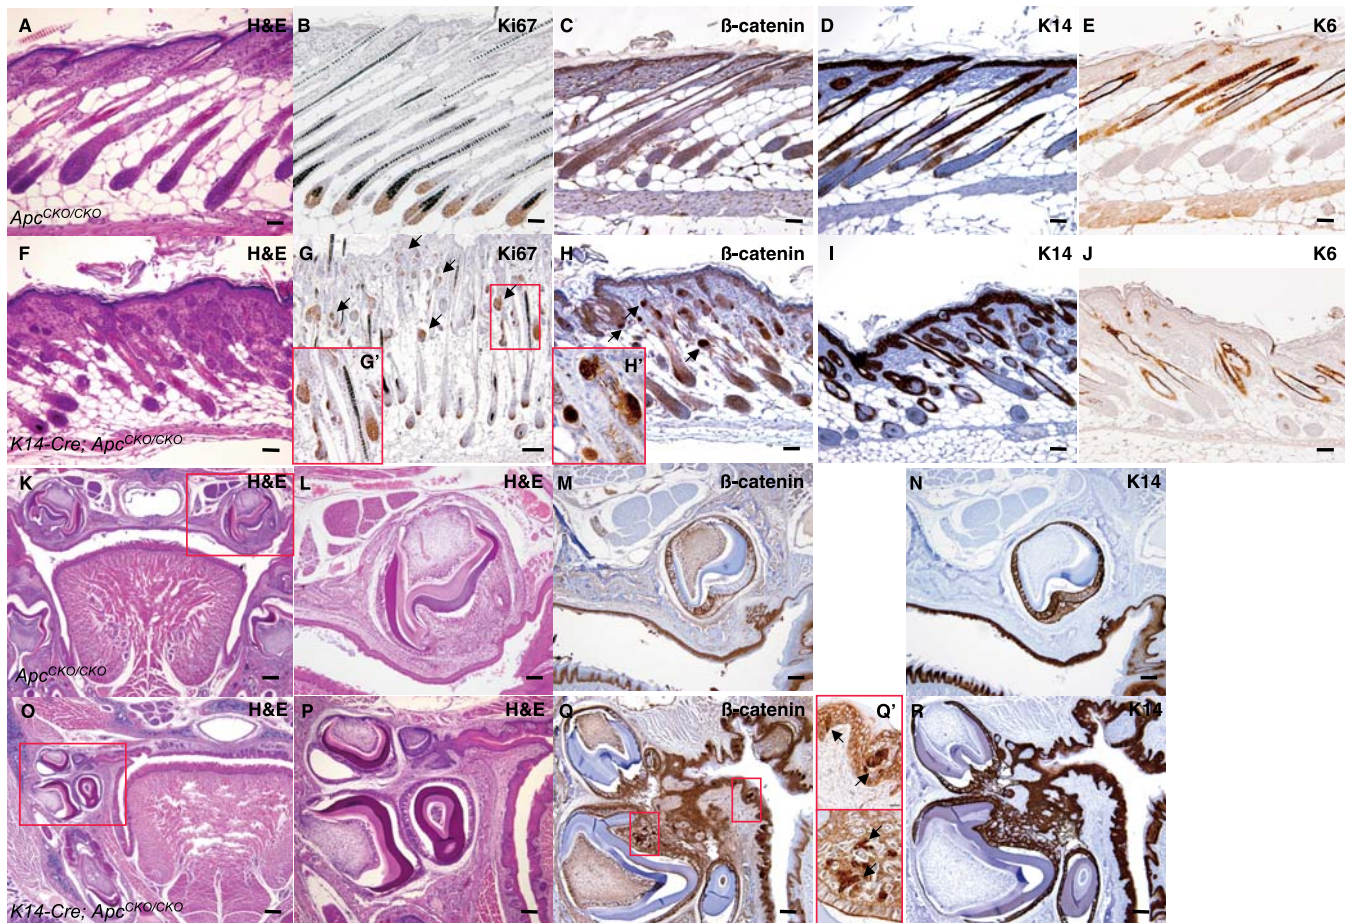 A H&E
B Ki67
C ß-catenin
D K14
E K6
Apc^CKO/CKO
F H&E
G Ki67
H ß-catenin
I K14
J K6
G'
H'
K14-Cre; Apc^CKO/CKO
K H&E
L H&E
M ß-catenin
N K14
Apc^CKO/CKO
O H&E
P H&E
Q ß-catenin
Q'
R K14
K14-Cre; Apc^CKO/CKO